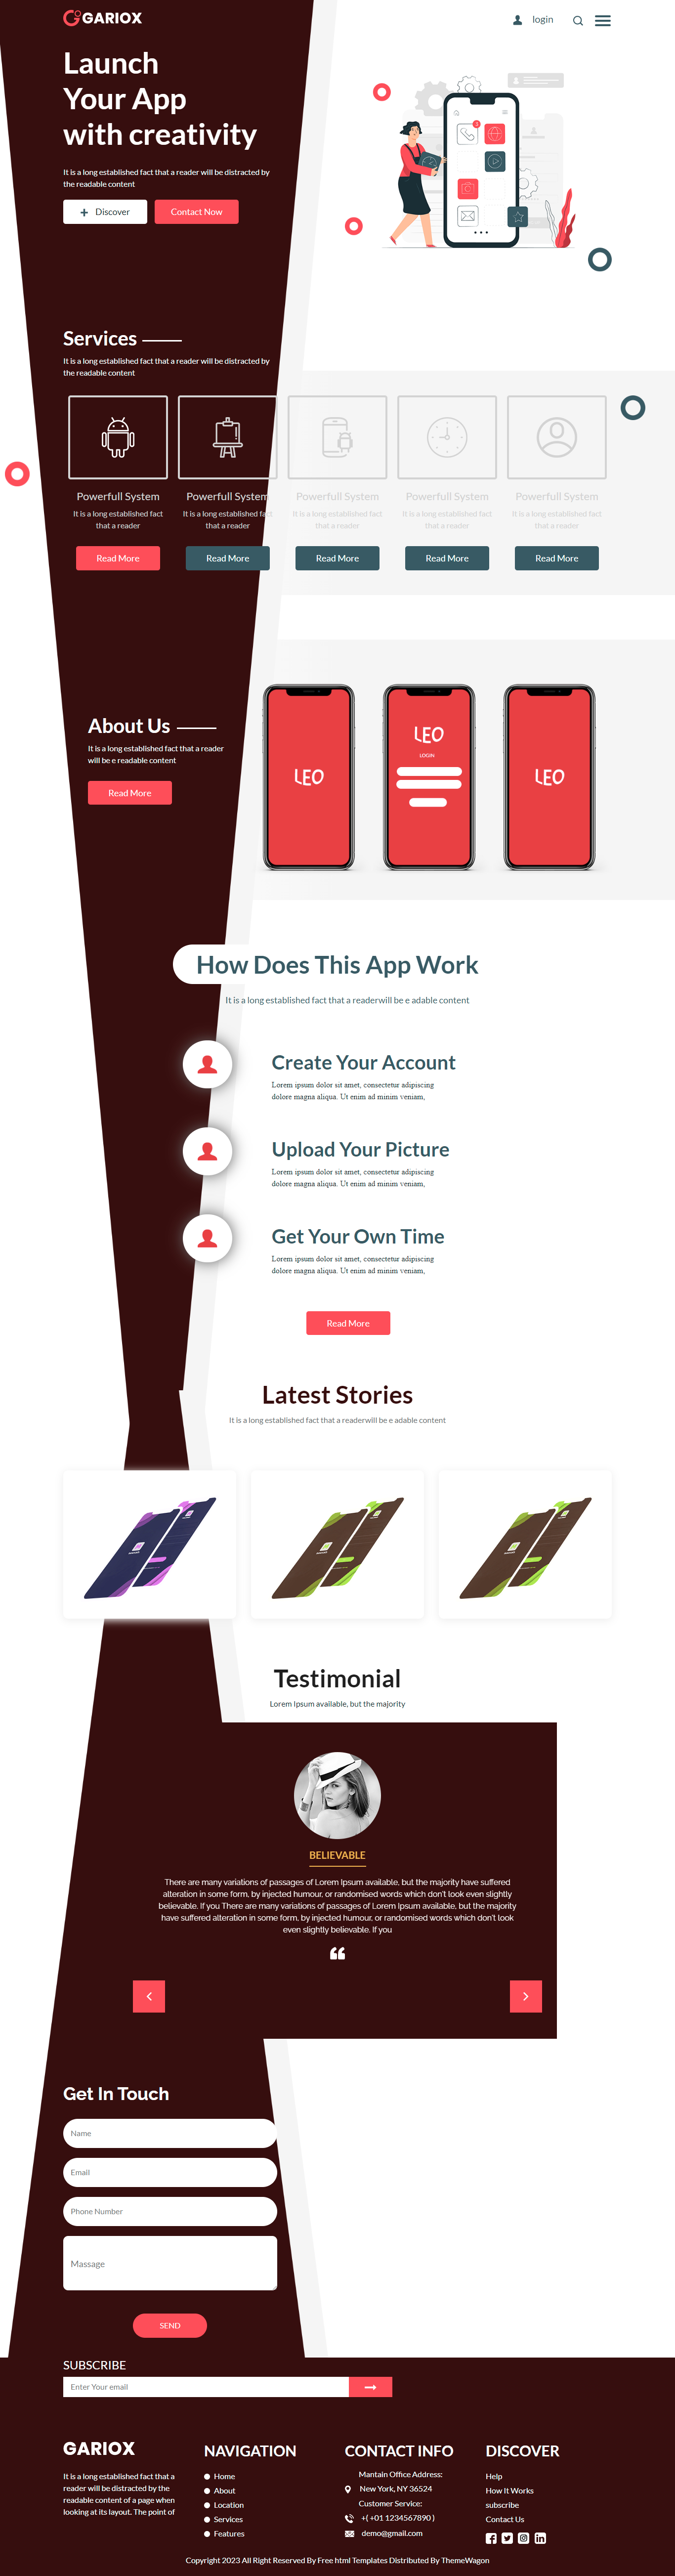 GARIOX
login
Launch
Your App
with creativity
It is a long established fact that a reader will be distracted by
the readable content
Discover
Contact Now
Services
It is a long established fact that a reader will be distracted by
the readable content
Powerfull System
It is a long established fact
that a reader
Read More
Powerfull System
It is a long established fact
that a reader
Read More
Powerfull System
It is a long established fact
that a reader
Read More
Powerfull System
It is a long established fact
that a reader
Read More
Powerfull System
It is a long established fact
that a reader
Read More
About Us
It is a long established fact that a reader
will be e readable content
Read More
LEO
LEO
LOGIN
LEO
How Does This App Work
It is a long established fact that a readerwill be e adable content
Create Your Account
Lorem ipsum dolor sit amet, consectetur adipiscing
dolore magna aliqua. Ut enim ad minim veniam,
Upload Your Picture
Lorem ipsum dolor sit amet, consectetur adipiscing
dolore magna aliqua. Ut enim ad minim veniam,
Get Your Own Time
Lorem ipsum dolor sit amet, consectetur adipiscing
dolore magna aliqua. Ut enim ad minim veniam,
Read More
Latest Stories
It is a long established fact that a readerwill be e adable content
Testimonial
Lorem Ipsum available, but the majority
BELIEVABLE
There are many variations of passages of Lorem Ipsum available, but the majority have suffered
alteration in some form, by injected humour, or randomised words which don't look even slightly
believable. If you There are many variations of passages of Lorem Ipsum available, but the majority
have suffered alteration in some form, by injected humour, or randomised words which don't look
even slightly believable. If you
Get In Touch
Name
Email
Phone Number
Massage
SEND
SUBSCRIBE
Enter Your email
GARIOX
It is a long established fact that a
reader will be distracted by the
readable content of a page when
looking at its layout. The point of
NAVIGATION
Home
About
Location
Services
Features
CONTACT INFO
Mantain Office Address:
New York, NY 36524
Customer Service:
+( +01 1234567890 )
demo@gmail.com
DISCOVER
Help
How It Works
subscribe
Contact Us
Copyright 2023 All Right Reserved By Free html Templates Distributed By ThemeWagon